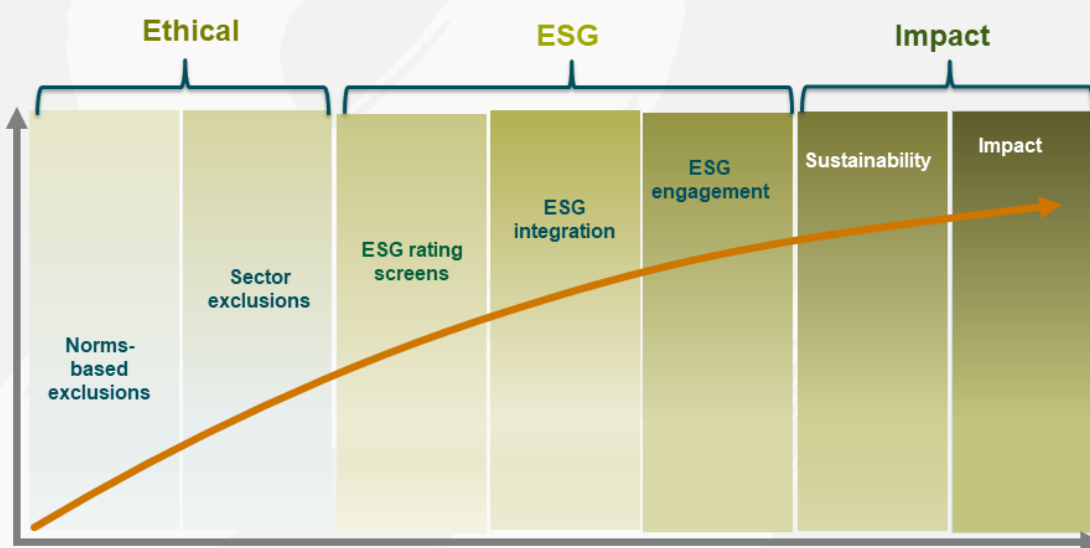 Ethical
ESG
Impact
Norms-
based
exclusions
Sector
exclusions
ESG rating
screens
ESG
integration
ESG
engagement
Sustainability
Impact